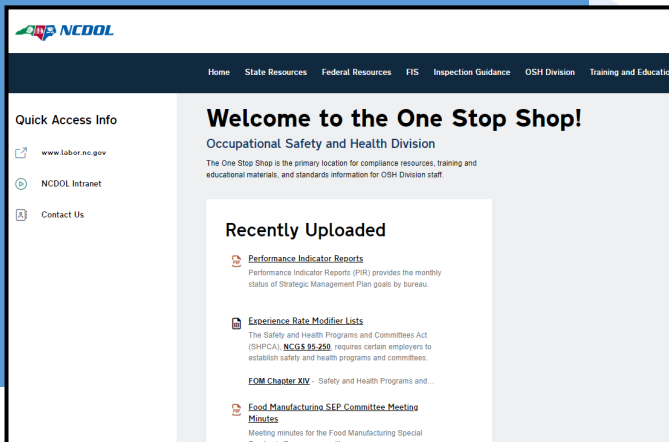 NCDOL
Home State Resources Federal Resources FIS Inspection Guidance OSH Division Training and Educatio
Quick Access Info
www.labor.nc.gov
NCDOL Intranet
Contact Us
Welcome to the One Stop Shop!
Occupational Safety and Health Division
The One Stop Shop is the primary location for compliance resources, training and
educational materials, and standards information for OSH Division staff.
Recently Uploaded
Performance Indicator Reports
Performance Indicator Reports (PIR) provides the monthly
status of Strategic Management Plan goals by bureau.
Experience Rate Modifier Lists
The Safety and Health Programs and Committees Act
(SHPCA), NCGS 95-250, requires certain employers to
establish safety and health programs and committees.
FOM Chapter XIV - Safety and Health Programs and...
Food Manufacturing SEP Committee Meeting
Minutes
Meeting minutes for the Food Manufacturing Special